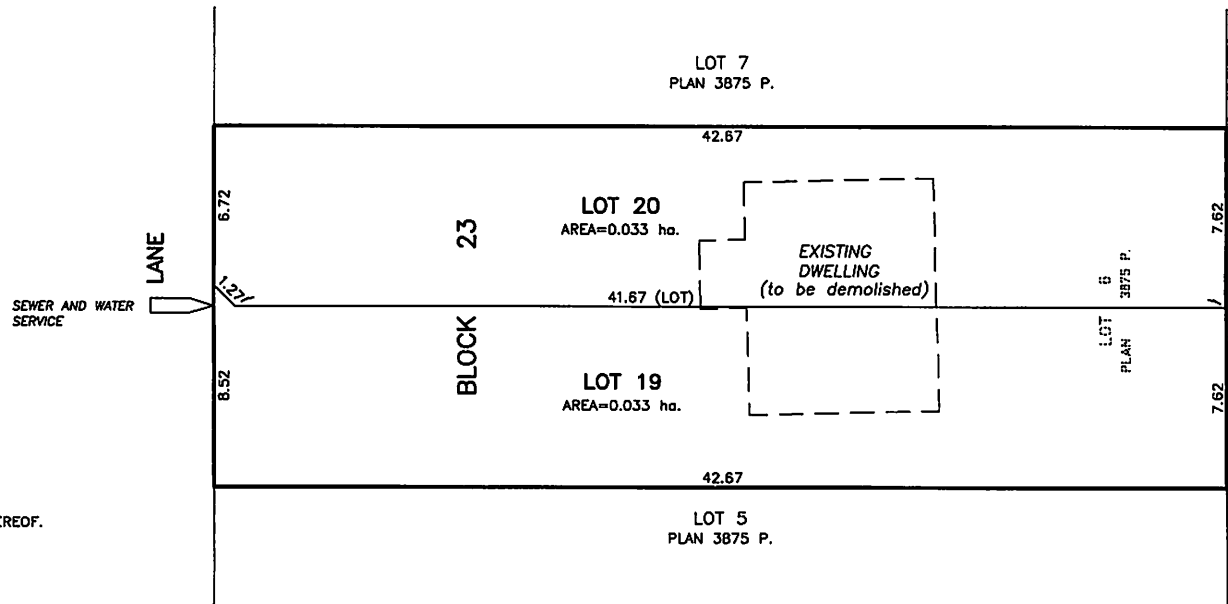 LOT 7
PLAN 3875 P.
42.67
6.72
7.62
LOT 20
AREA=0.033 ha.
BLOCK 23
LANE
EXISTING
DWELLING
(to be demolished)
1.27
41.67 (LOT)
SEWER AND WATER
SERVICE
LOT 6
PLAN 3875 P.
8.52
7.62
LOT 19
AREA=0.033 ha.
42.67
EREOF.
LOT 5
PLAN 3875 P.